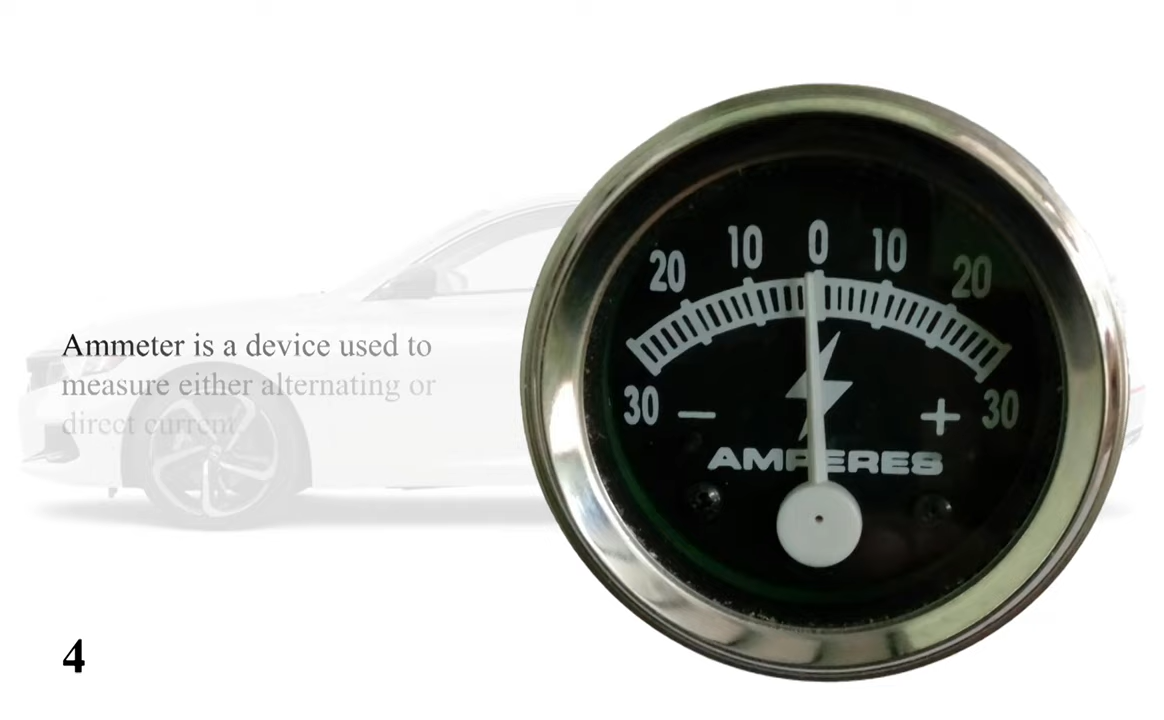 Ammeter is a device used to
measure either alternating or
direct current.
20 10 0 10 20
30 — + 30
AMPERES
4